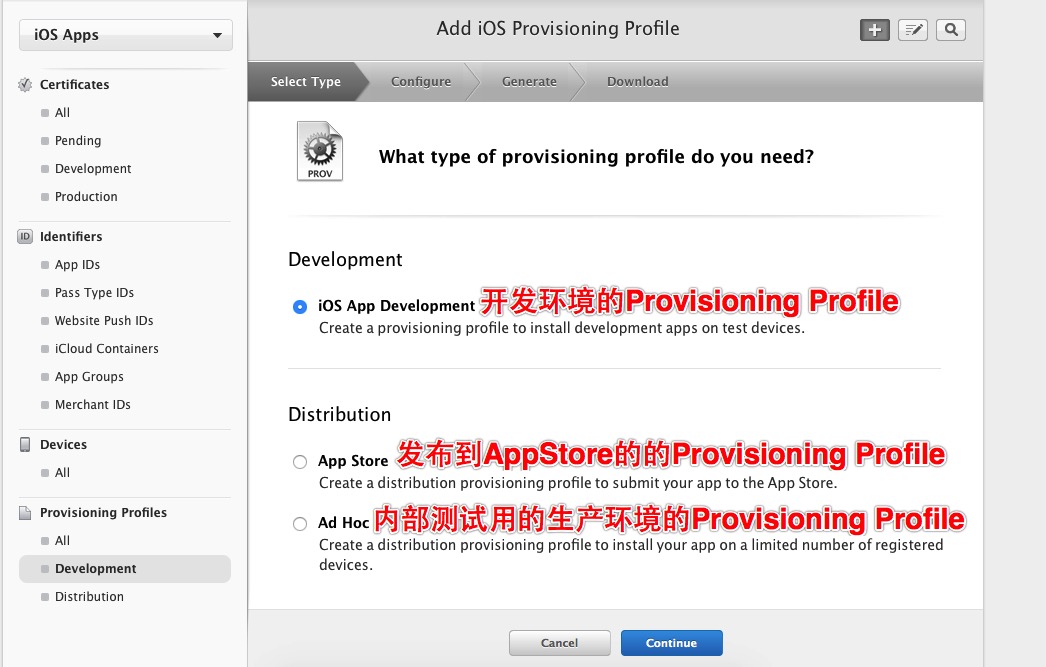 iOS Apps
Certificates
All
Pending
Development
Production
ID Identifiers
App IDs
Pass Type IDs
Website Push IDs
iCloud Containers
App Groups
Merchant IDs
Devices
All
Provisioning Profiles
All
Development
Distribution
Add iOS Provisioning Profile
Select Type Configure Generate Download
PROV
What type of provisioning profile do you need?
Development
iOS App Development 开发环境的Provisioning Profile
Create a provisioning profile to install development apps on test devices.
Distribution
App Store 发布到AppStore的的Provisioning Profile
Create a distribution provisioning profile to submit your app to the App Store.
Ad Hoc 内部测试用的生产环境的Provisioning Profile
Create a distribution provisioning profile to install your app on a limited number of registered
devices.
Cancel Continue